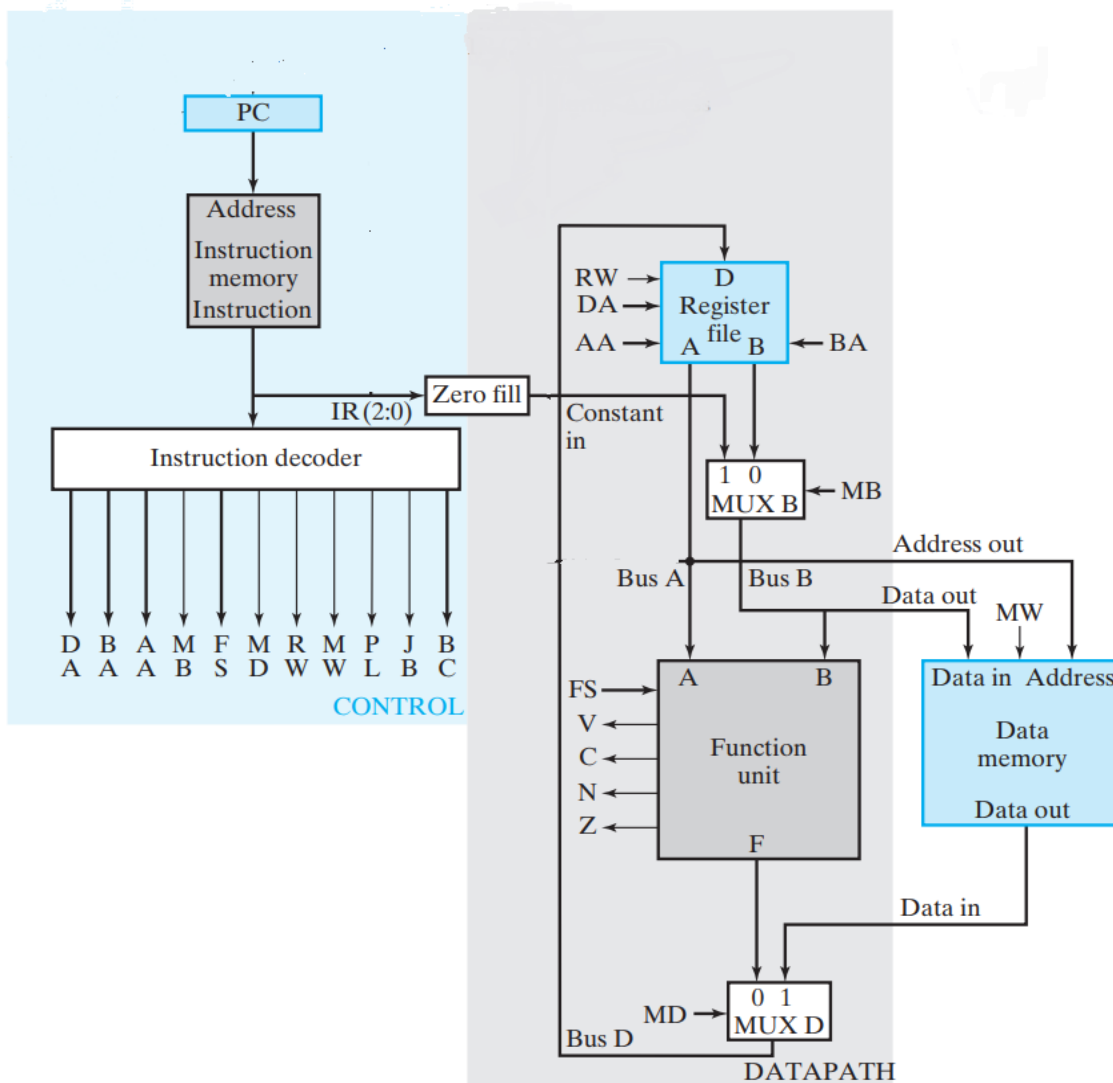 PC
Address
Instruction
memory
Instruction
IR (2:0)
Zero fill
Instruction decoder
D B A M F M R M P J B
A A A B S D W W L B C
CONTROL
RW
DA
AA
D
Register
file
A B
BA
Constant
in
1 0
MUX B
MB
Address out
Bus A
Bus B
Data out
MW
FS
V
C
N
Z
A B
Function
unit
F
Data in Address
Data
memory
Data out
Data in
MD
0 1
MUX D
Bus D
DATAPATH